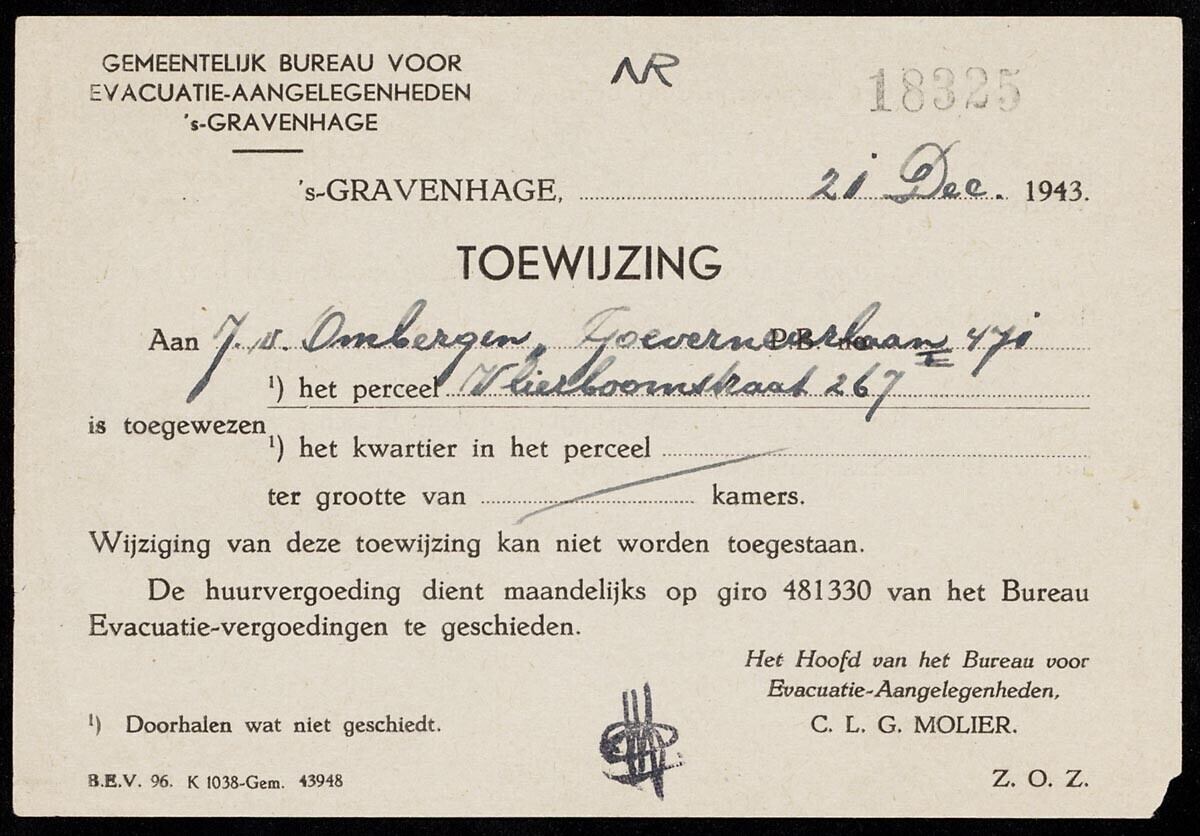 GEMEENTELIJK BUREAU VOOR
EVACUATIE-AANGELEGENHEDEN
's-GRAVENHAGE
NR
18325
's-GRAVENHAGE, 21 Dec. 1943.
TOEWIJZING
Aan J. v. Ombergen, Goeverneurlaan 471
P.B. no.
¹) het perceel Vlierboomstraat 267
is toegewezen
¹) het kwartier in het perceel
ter grootte van kamers.
Wijziging van deze toewijzing kan niet worden toegestaan.
De huurvergoeding dient maandelijks op giro 481330 van het Bureau
Evacuatie-vergoedingen te geschieden.
Het Hoofd van het Bureau voor
Evacuatie-Aangelegenheden,
C. L. G. MOLIER.
¹) Doorhalen wat niet geschiedt.
B.E.V. 96. K 1038-Gem. 43948
Z. O. Z.